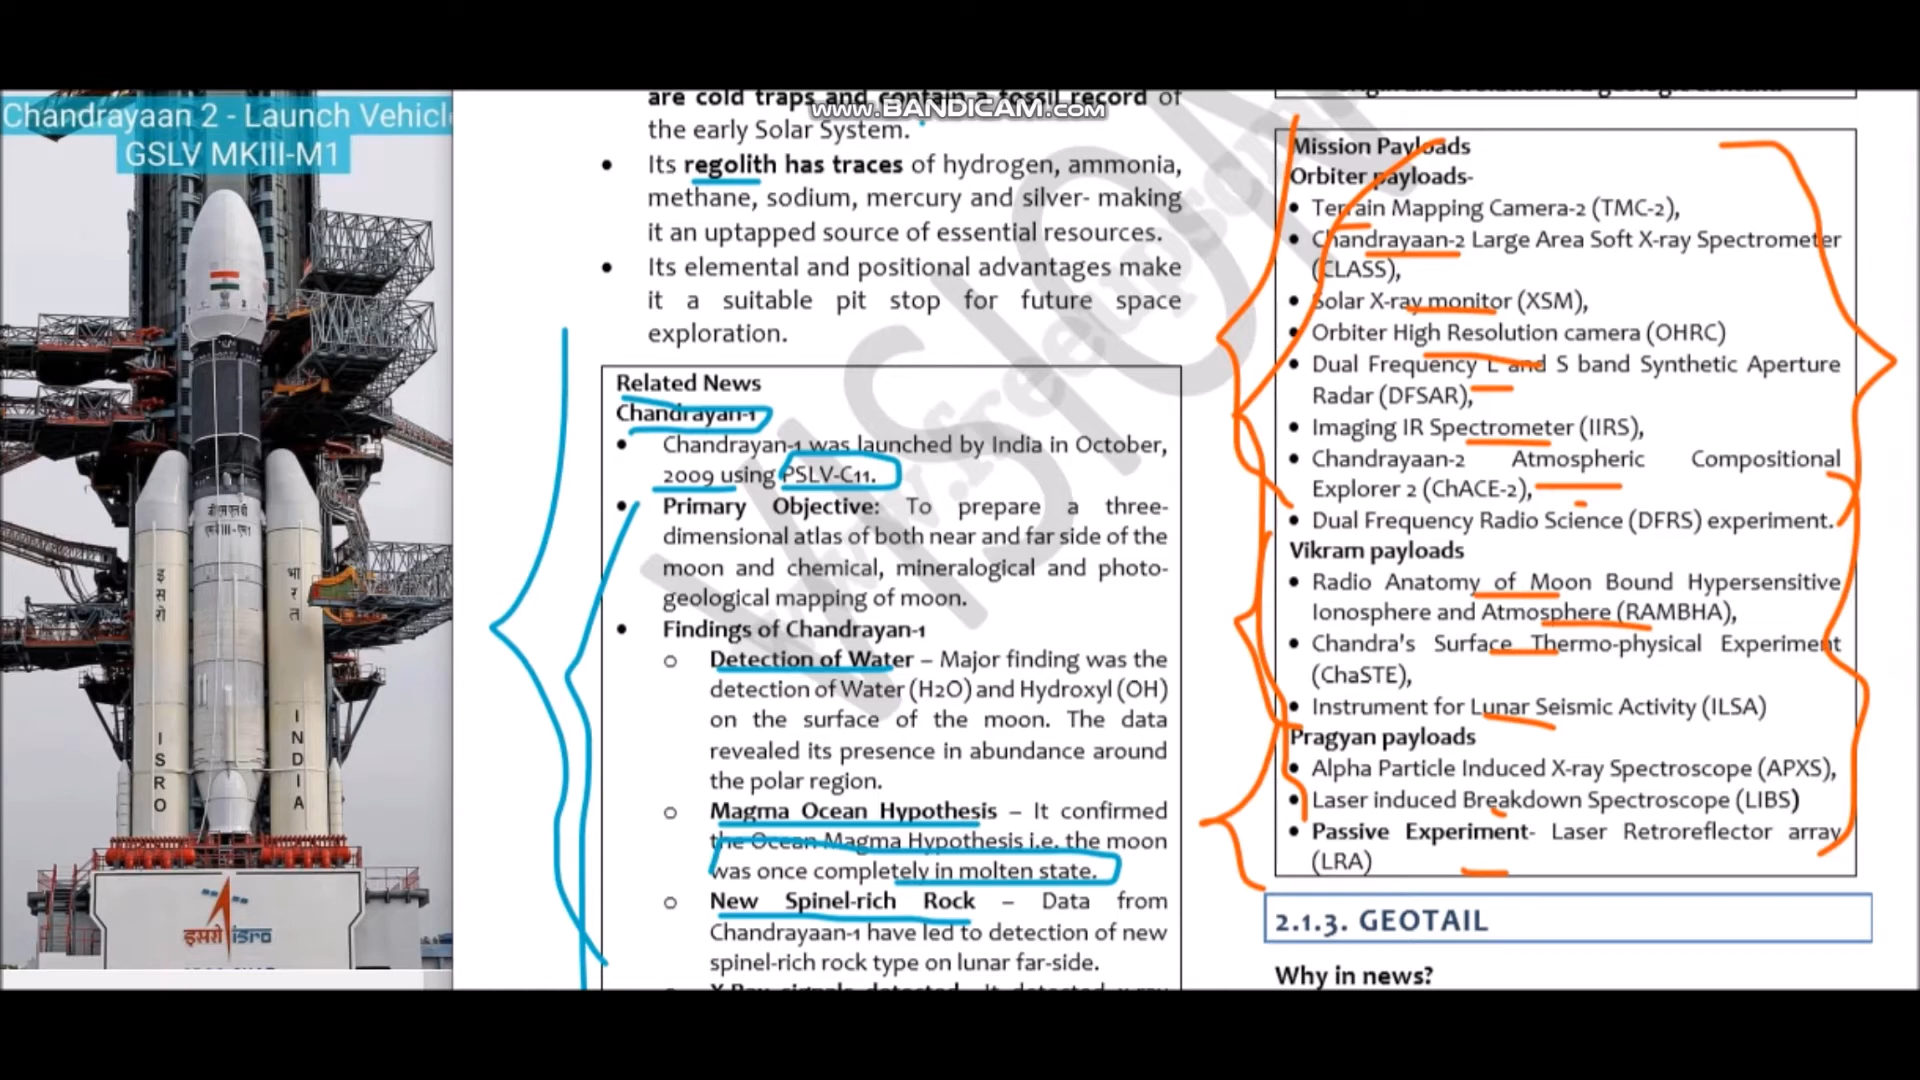 www.BANDICAM.com
Chandrayaan 2 - Launch Vehicle
GSLV MKIII-M1
जीएसएलवी
एमके III-एम1
इसरो
भारत
ISRO
INDIA
इसरो isro
are cold traps and contain a fossil record of
the early Solar System.
• Its regolith has traces of hydrogen, ammonia,
methane, sodium, mercury and silver- making
it an uptapped source of essential resources.
• Its elemental and positional advantages make
it a suitable pit stop for future space
exploration.
Related News
Chandrayan-1
• Chandrayan-1 was launched by India in October,
2009 using PSLV-C11.
• Primary Objective: To prepare a three-
dimensional atlas of both near and far side of the
moon and chemical, mineralogical and photo-
geological mapping of moon.
• Findings of Chandrayan-1
o Detection of Water – Major finding was the
detection of Water (H2O) and Hydroxyl (OH)
on the surface of the moon. The data
revealed its presence in abundance around
the polar region.
o Magma Ocean Hypothesis – It confirmed
the Ocean Magma Hypothesis i.e. the moon
was once completely in molten state.
o New Spinel-rich Rock – Data from
Chandrayaan-1 have led to detection of new
spinel-rich rock type on lunar far-side.
Mission Payloads
Orbiter payloads-
• Terrain Mapping Camera-2 (TMC-2),
• Chandrayaan-2 Large Area Soft X-ray Spectrometer
(CLASS),
• Solar X-ray monitor (XSM),
• Orbiter High Resolution camera (OHRC)
• Dual Frequency L and S band Synthetic Aperture
Radar (DFSAR),
• Imaging IR Spectrometer (IIRS),
• Chandrayaan-2 Atmospheric Compositional
Explorer 2 (ChACE-2),
• Dual Frequency Radio Science (DFRS) experiment.
Vikram payloads
• Radio Anatomy of Moon Bound Hypersensitive
Ionosphere and Atmosphere (RAMBHA),
• Chandra's Surface Thermo-physical Experiment
(ChaSTE),
• Instrument for Lunar Seismic Activity (ILSA)
Pragyan payloads
• Alpha Particle Induced X-ray Spectroscope (APXS),
• Laser induced Breakdown Spectroscope (LIBS)
• Passive Experiment- Laser Retroreflector array
(LRA)
2.1.3. GEOTAIL
Why in news?
VISION